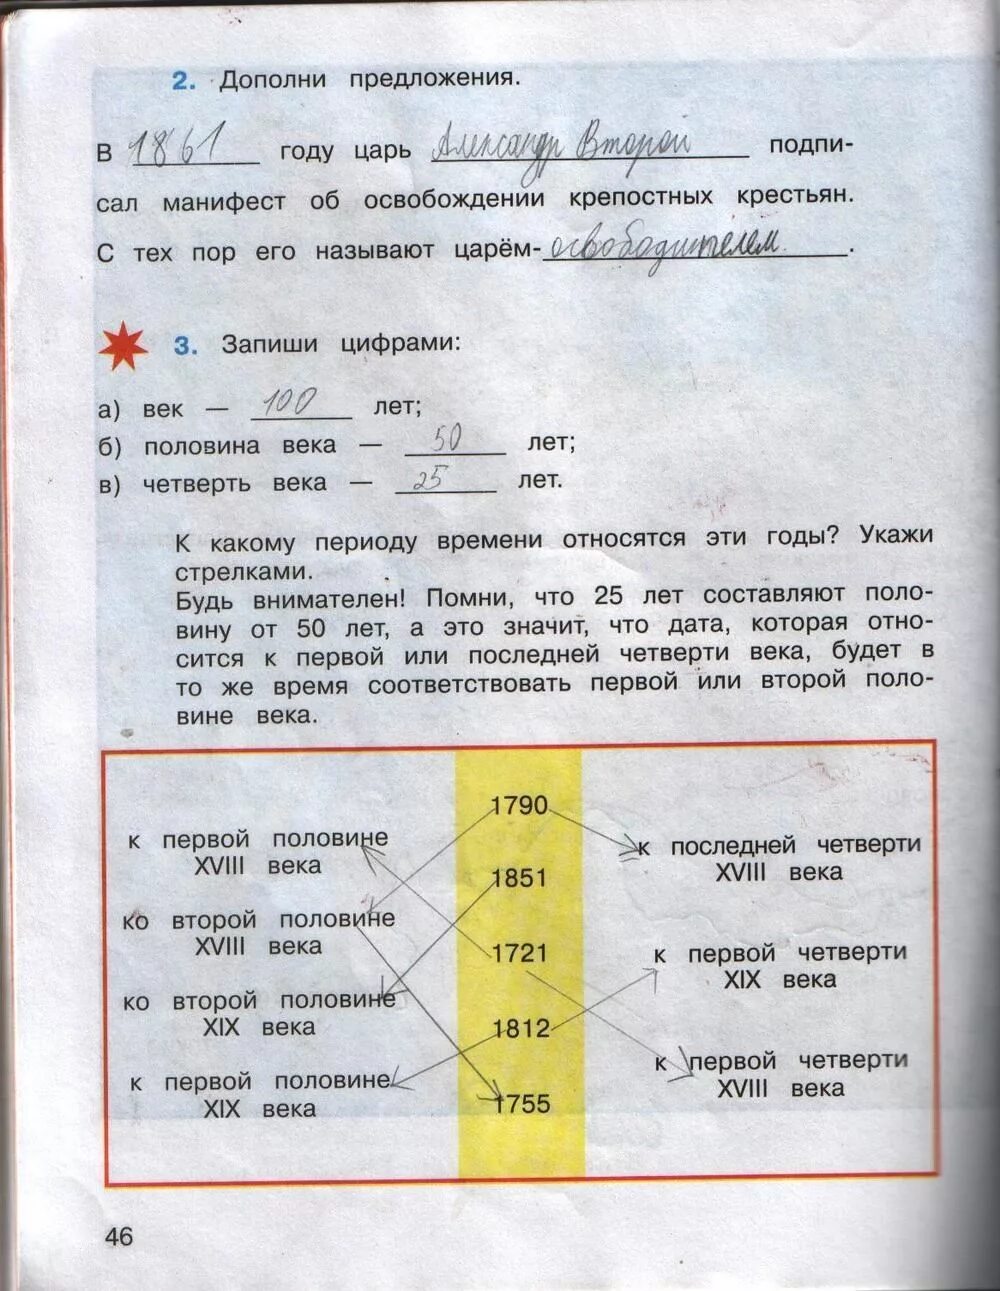 2. Дополни предложения.
В 1861 году царь Александр Второй подпи-
сал манифест об освобождении крепостных крестьян.
С тех пор его называют царём-освободителем.
3. Запиши цифрами:
а) век — 100 лет;
б) половина века — 50 лет;
в) четверть века — 25 лет.
К какому периоду времени относятся эти годы? Укажи
стрелками.
Будь внимателен! Помни, что 25 лет составляют поло-
вину от 50 лет, а это значит, что дата, которая отно-
сится к первой или последней четверти века, будет в
то же время соответствовать первой или второй поло-
вине века.
к первой половине
XVIII века
ко второй половине
XVIII века
ко второй половине
XIX века
к первой половине
XIX века
1790
1851
1721
1812
1755
к последней четверти
XVIII века
к первой четверти
XIX века
к первой четверти
XVIII века
46